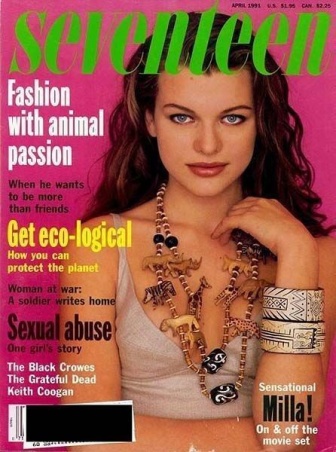 APRIL 1991 U.S. $1.95 CAN. $2.25
seventeen
Fashion
with animal
passion
When he wants
to be more
than friends
Get eco-logical
How you can
protect the planet
Woman at war:
A soldier writes home
Sexual abuse
One girl's story
The Black Crowes
The Grateful Dead
Keith Coogan
Sensational
Milla!
On & off the
movie set